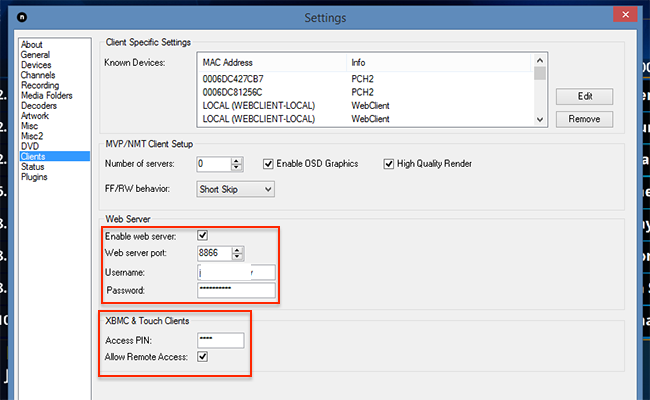 Settings
About
General
Devices
Channels
Recording
Media Folders
Decoders
Artwork
Misc
Misc2
DVD
Clients
Status
Plugins
Client Specific Settings
Known Devices:
MAC Address Info
0006DC427CB7 PCH2
0006DC81256C PCH2
LOCAL (WEBCLIENT-LOCAL) WebClient
LOCAL (WEBCLIENT-LOCAL) WebClient
Edit
Remove
MVP/NMT Client Setup
Number of servers: 0 Enable OSD Graphics High Quality Render
FF/RW behavior: Short Skip
Web Server
Enable web server:
Web server port: 8866
Username:
Password: **********
XBMC & Touch Clients
Access PIN: ****
Allow Remote Access: